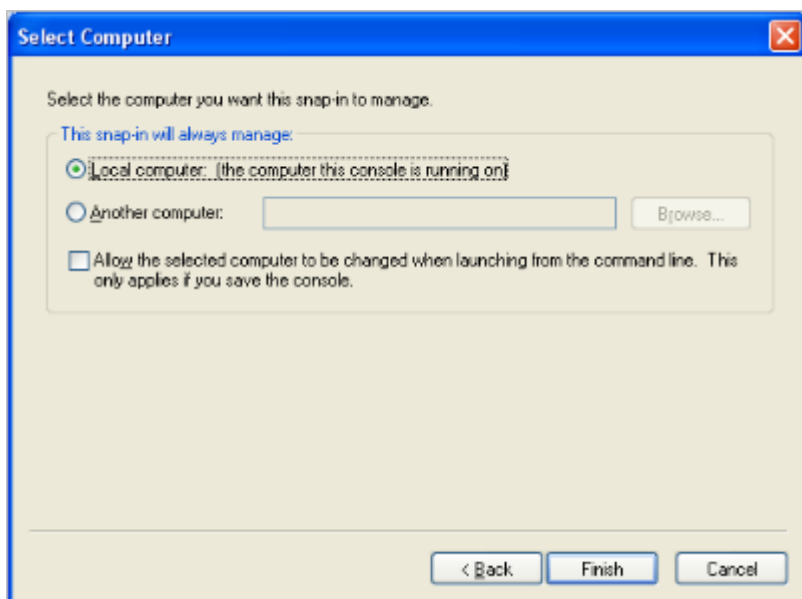 Select Computer
Select the computer you want this snap-in to manage.
This snap-in will always manage:
Local computer: (the computer this console is running on)
Another computer:
Browse...
Allow the selected computer to be changed when launching from the command line. This
only applies if you save the console.
< Back
Finish
Cancel